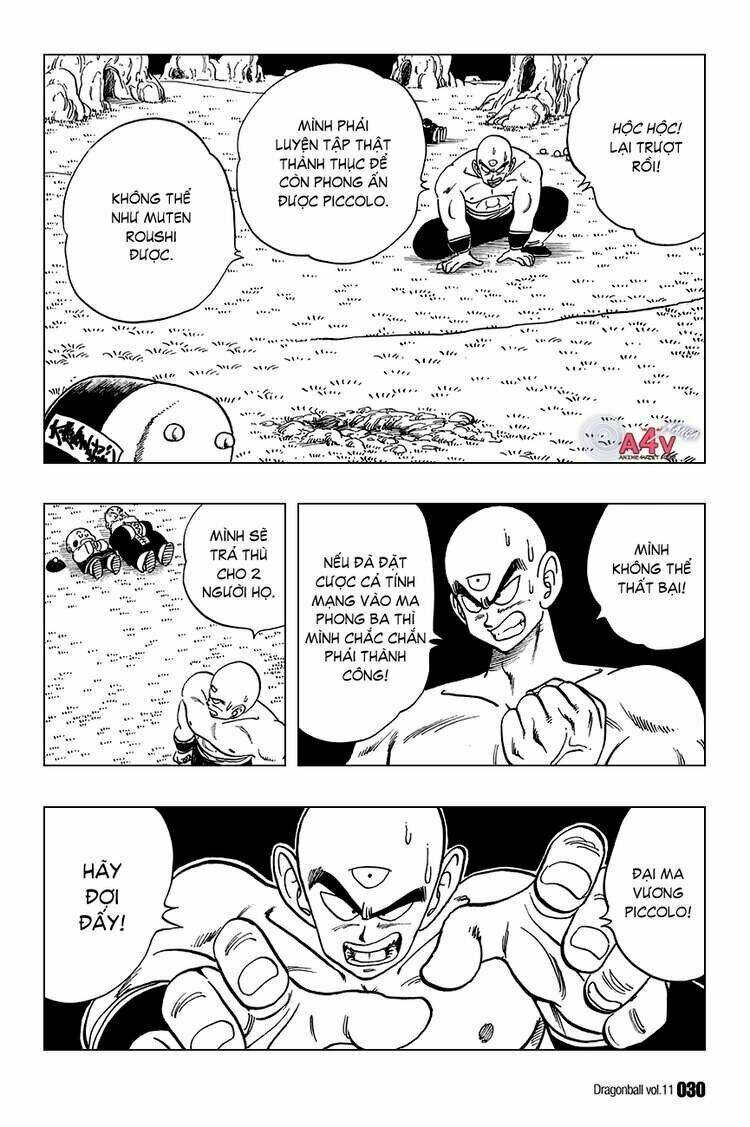 HỘC HỘC!
LẠI TRƯỢT
RỒI!
MÌNH PHẢI
LUYỆN TẬP THẬT
THÀNH THỤC ĐỂ
CÒN PHONG ẤN
ĐƯỢC PICCOLO.
KHÔNG THỂ
NHƯ MUTEN
ROUSHI
ĐƯỢC.
A4V
MÌNH
KHÔNG THỂ
THẤT BẠI!
NẾU ĐÃ ĐẶT
CƯỢC CẢ TÍNH
MẠNG VÀO MA
PHONG BA THÌ
MÌNH CHẮC CHẮN
PHẢI THÀNH
CÔNG!
MÌNH SẼ
TRẢ THÙ
CHO 2
NGƯỜI HỌ.
ĐẠI MA
VƯƠNG
PICCOLO!
HÃY
ĐỢI
ĐẤY!
Dragonball vol.11 030